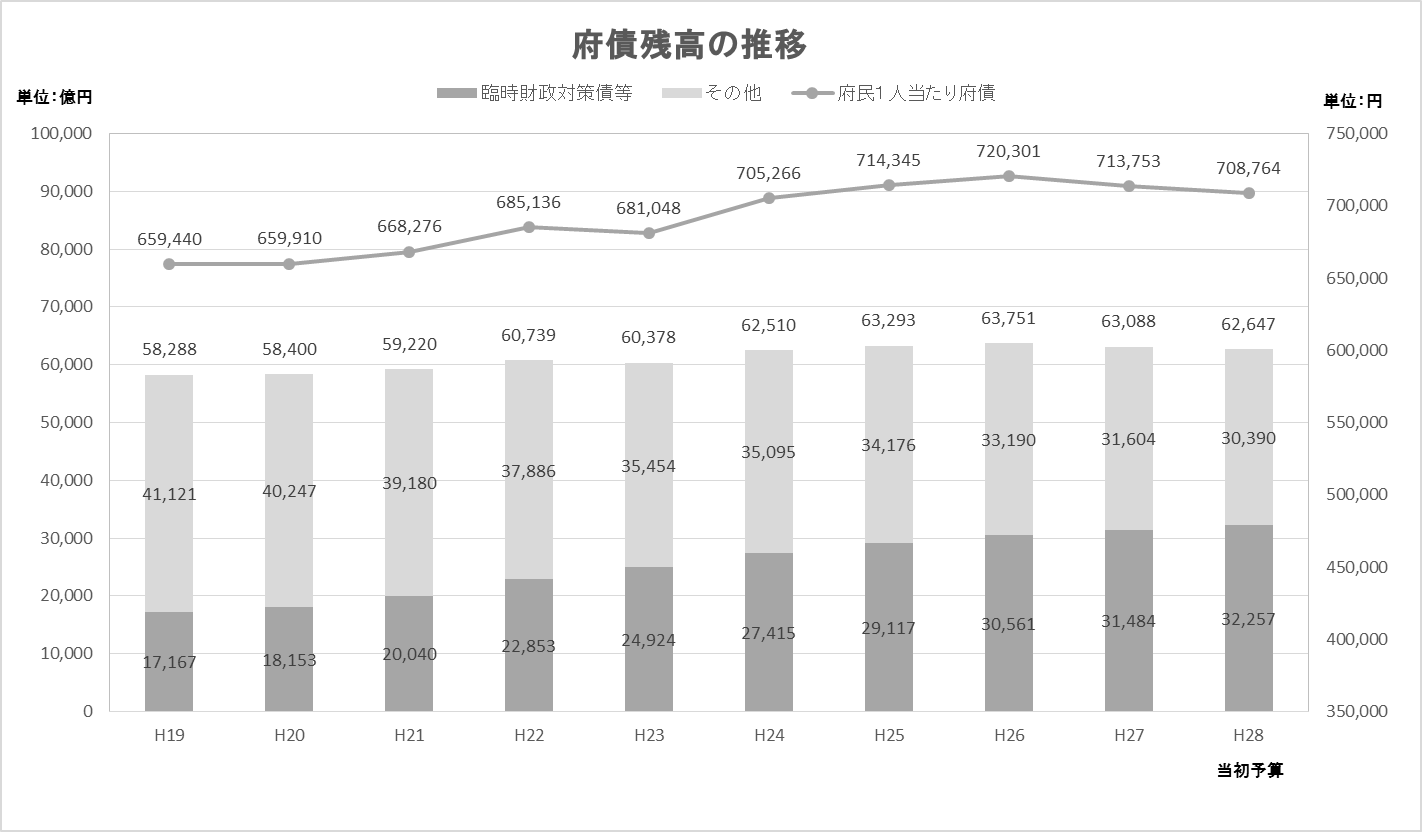 府債残高の推移
臨時財政対策債等 その他 府民1人当たり府債
単位:億円 単位:円
100,000 750,000
90,000 700,000
80,000 650,000
70,000
60,000 600,000
50,000 550,000
40,000 500,000
30,000 450,000
20,000 400,000
10,000
0 350,000
659,440 659,910 668,276 685,136 681,048 705,266 714,345 720,301 713,753 708,764
58,288 58,400 59,220 60,739 60,378 62,510 63,293 63,751 63,088 62,647
41,121 40,247 39,180 37,886 35,454 35,095 34,176 33,190 31,604 30,390
17,167 18,153 20,040 22,853 24,924 27,415 29,117 30,561 31,484 32,257
H19 H20 H21 H22 H23 H24 H25 H26 H27 H28
当初予算